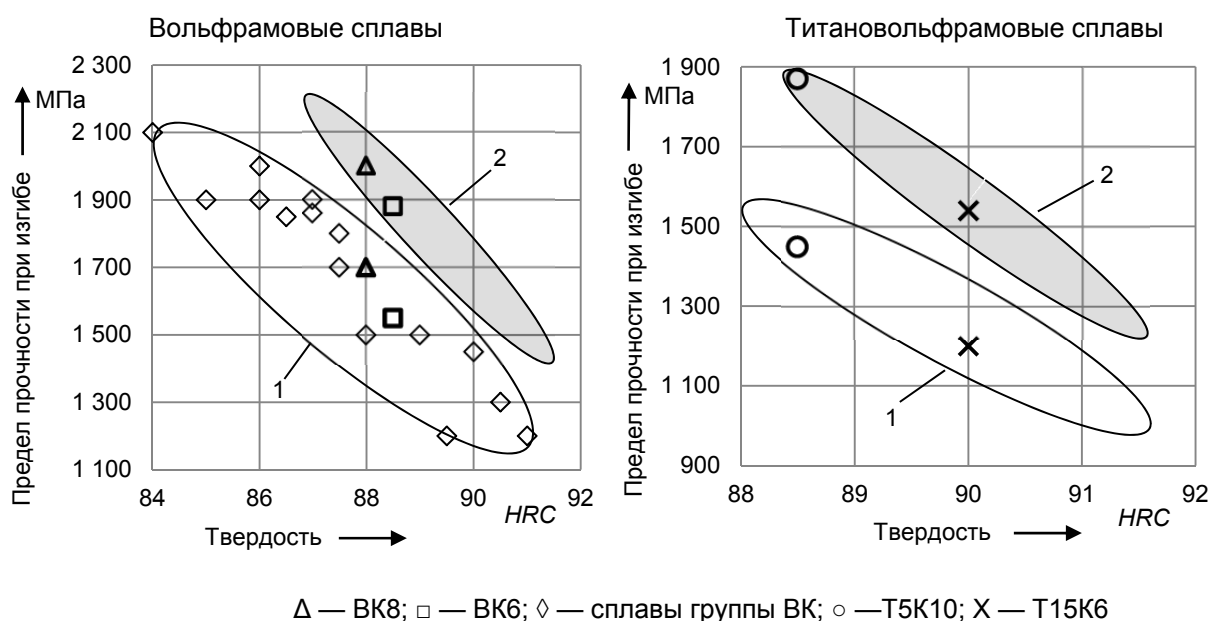 Вольфрамовые сплавы
Титановольфрамовые сплавы
Предел прочности при изгибе
МПа
2 300
2 100
1 900
1 700
1 500
1 300
1 100
84
86
88
90
92
1
2
HRC
Твердость
Предел прочности при изгибе
МПа
1 900
1 700
1 500
1 300
1 100
900
88
89
90
91
92
1
2
HRC
Твердость
Δ — ВК8; □ — ВК6; ◊ — сплавы группы ВК; ○ —Т5К10; Х — Т15К6